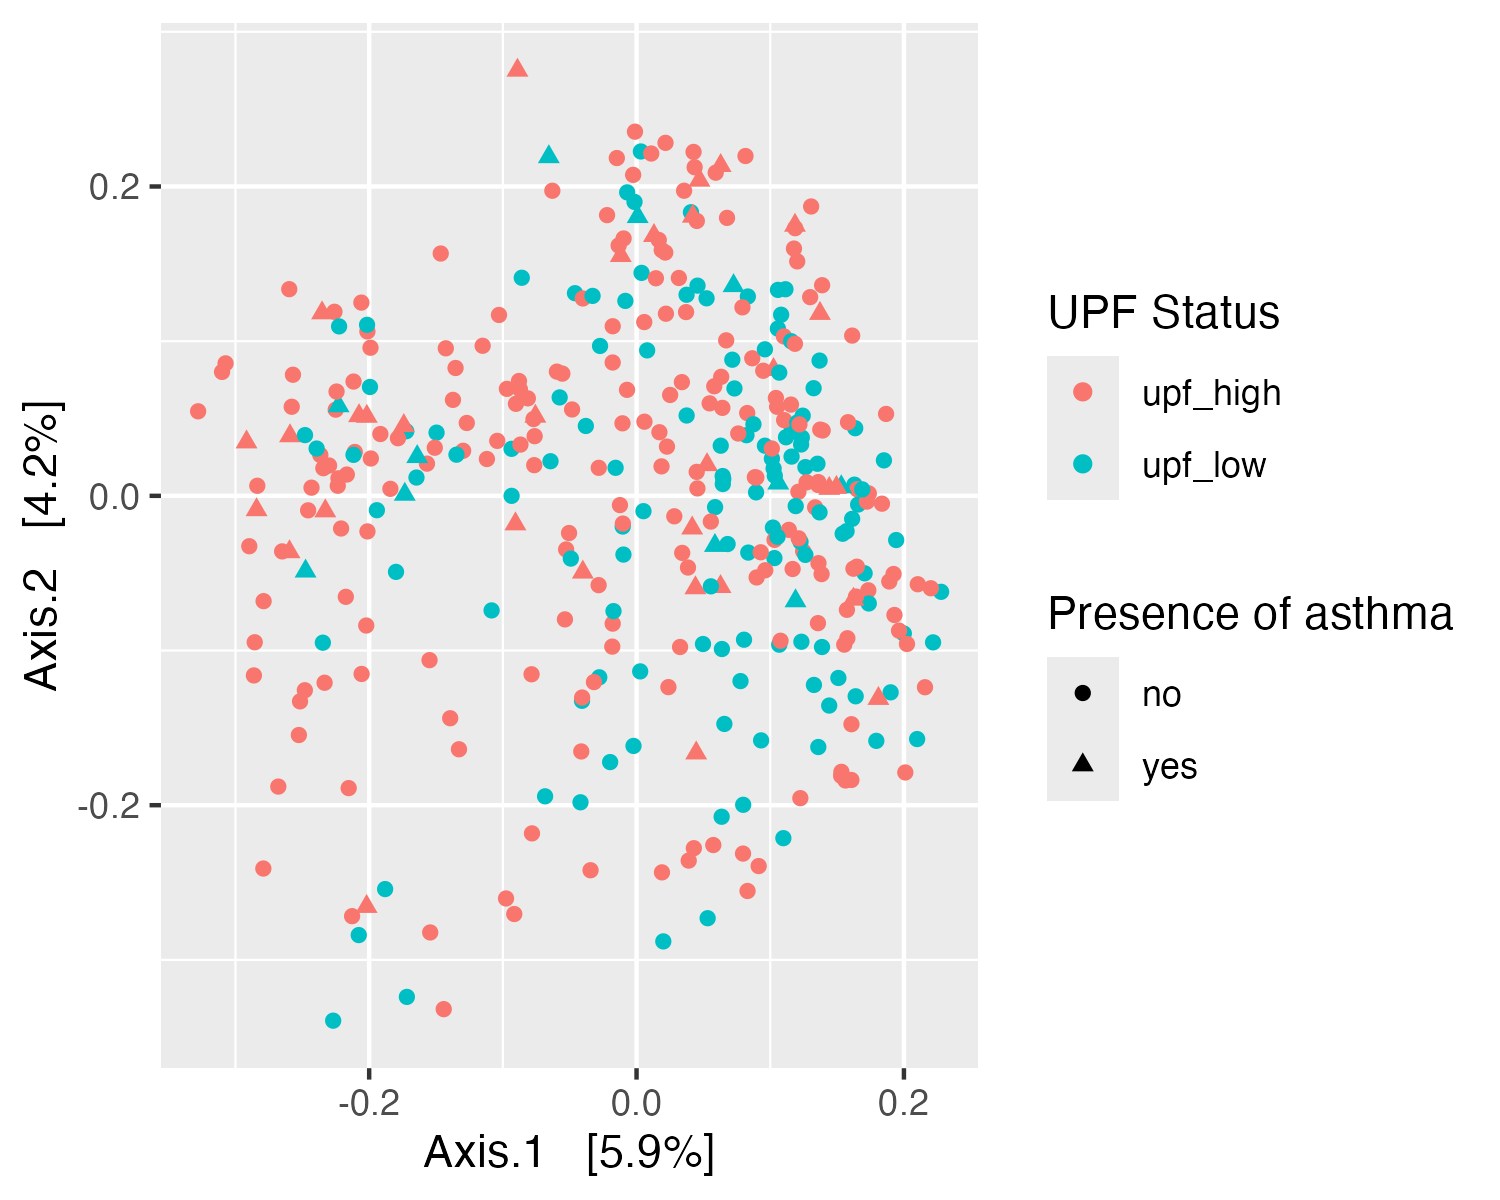 0.2
0.0
-0.2
Axis.2 [4.2%]
-0.2 0.0 0.2
Axis.1 [5.9%]
UPF Status
upf_high
upf_low
Presence of asthma
no
yes